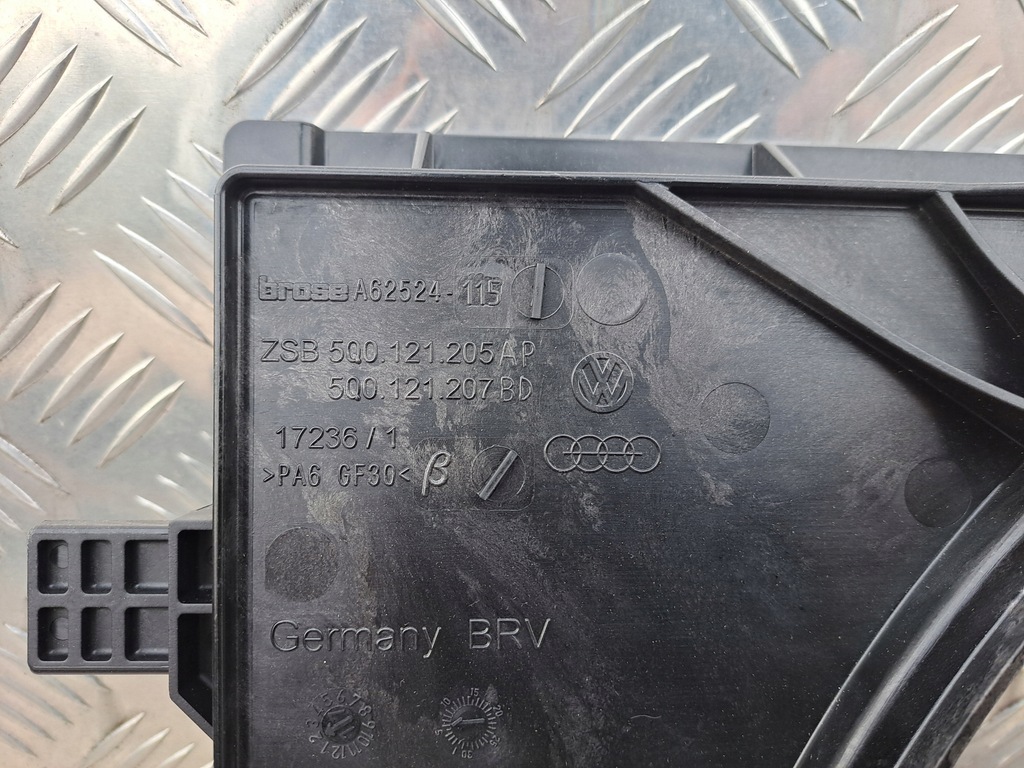 brose A62524-115
ZSB 5Q0.121.205 AP
5Q0.121.207 BD
17236 / 1
>PA6 GF30< β
Germany BRV